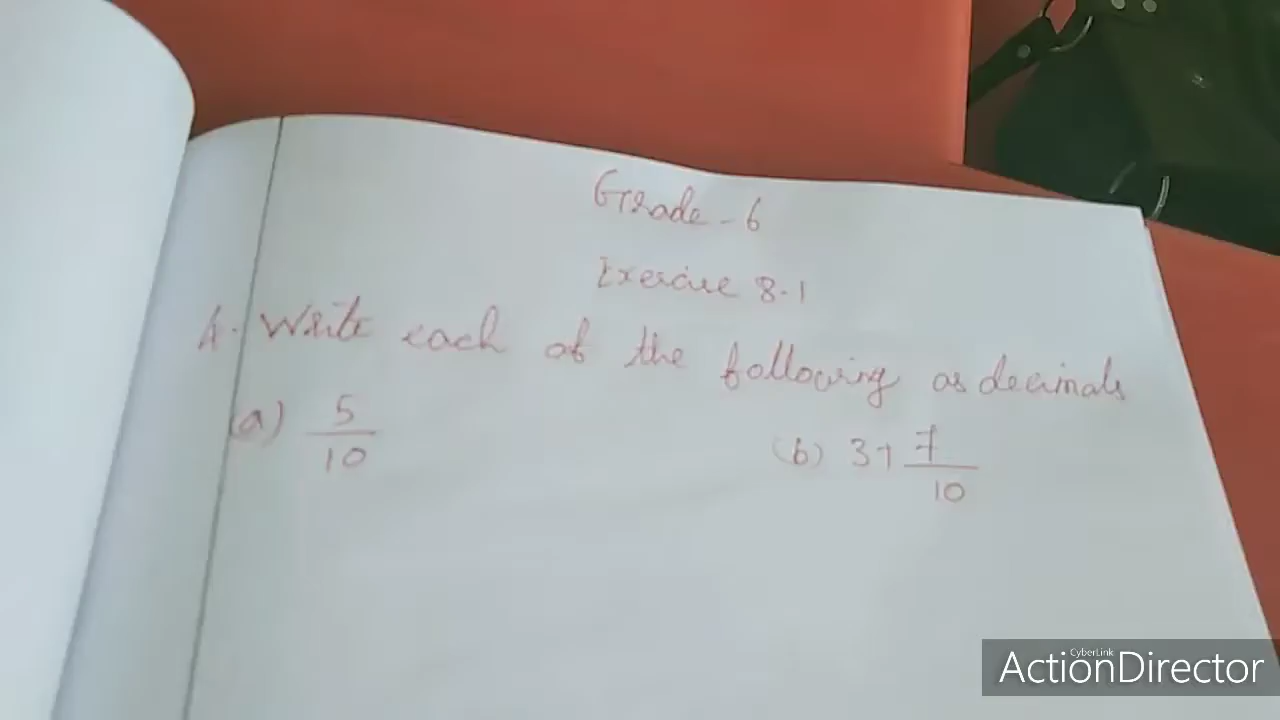 Grade - 6
Exercise 8.1
4. Write each of the following as decimals
(a) 5/10
(b) 3+ 7/10
CyberLink
ActionDirector